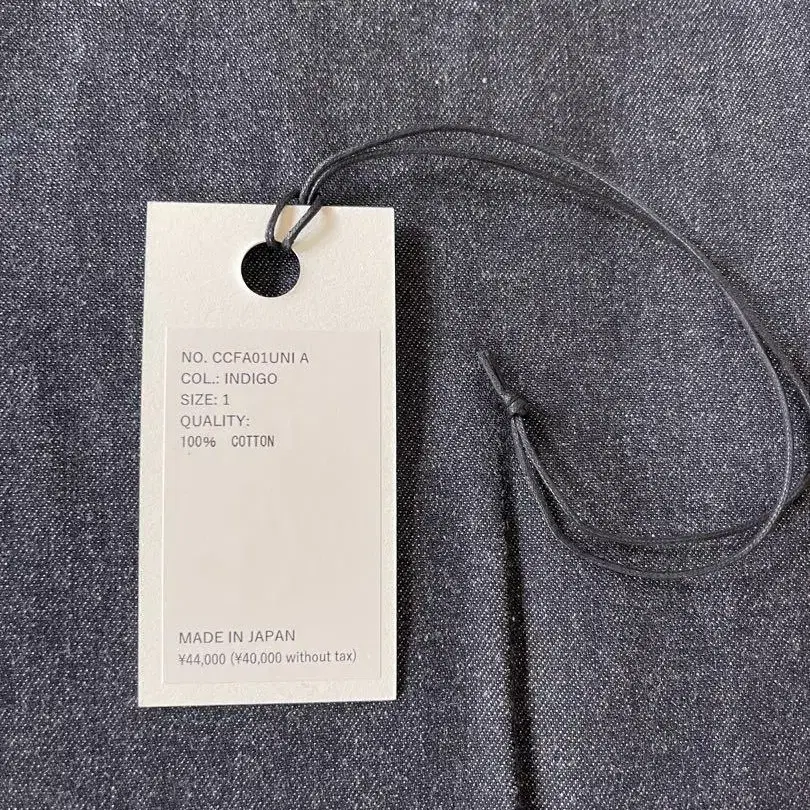 NO. CCFA01UNI A
COL.: INDIGO
SIZE: 1
QUALITY:
100% COTTON
MADE IN JAPAN
¥44,000 (¥40,000 without tax)